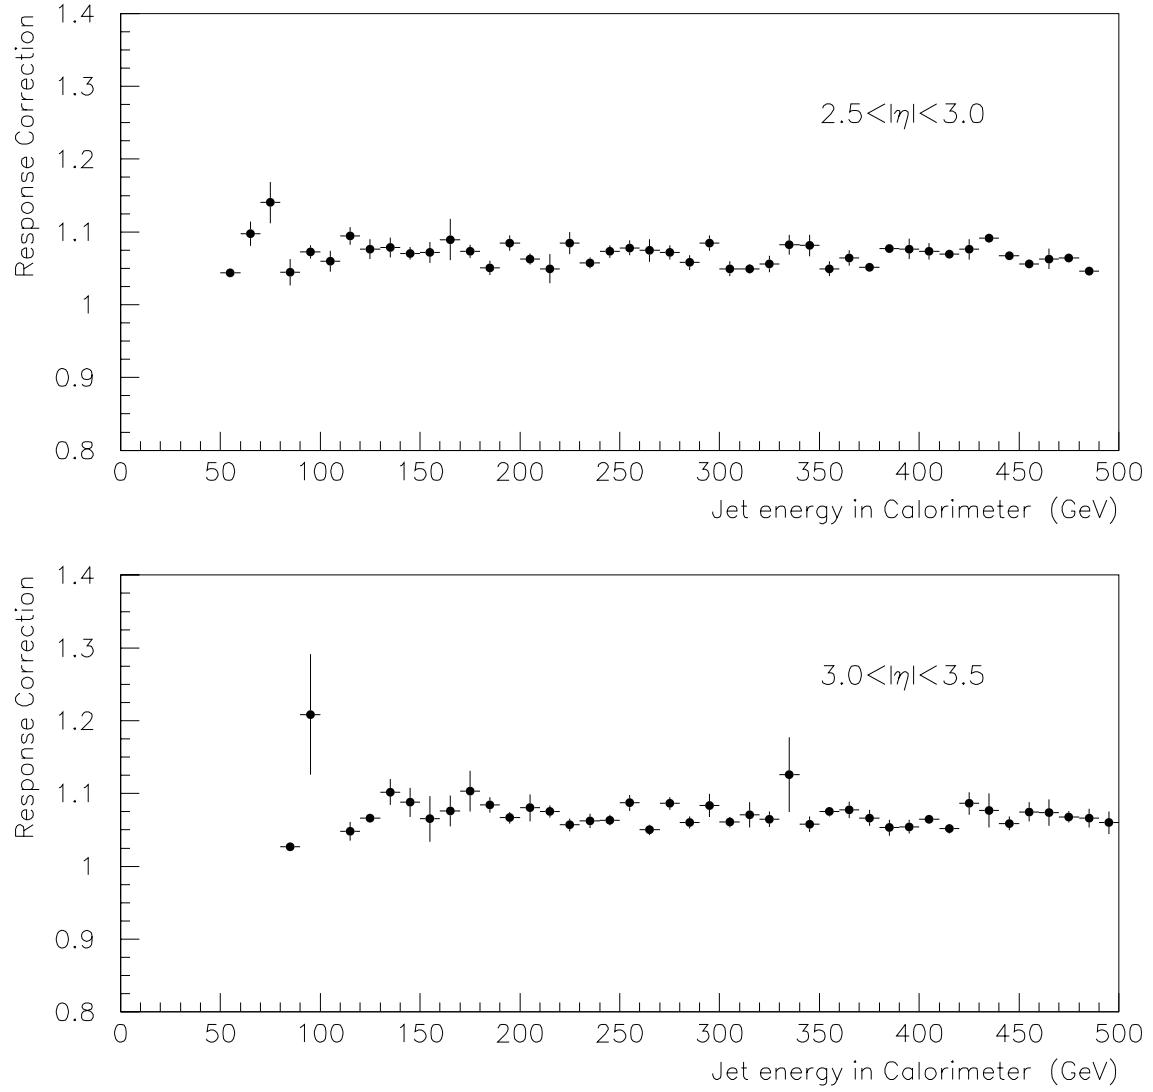 Response Correction
1.4
1.3
1.2
1.1
1
0.9
0.8
2.5<|η|<3.0
0 50 100 150 200 250 300 350 400 450 500
Jet energy in Calorimeter (GeV)
Response Correction
1.4
1.3
1.2
1.1
1
0.9
0.8
3.0<|η|<3.5
0 50 100 150 200 250 300 350 400 450 500
Jet energy in Calorimeter (GeV)